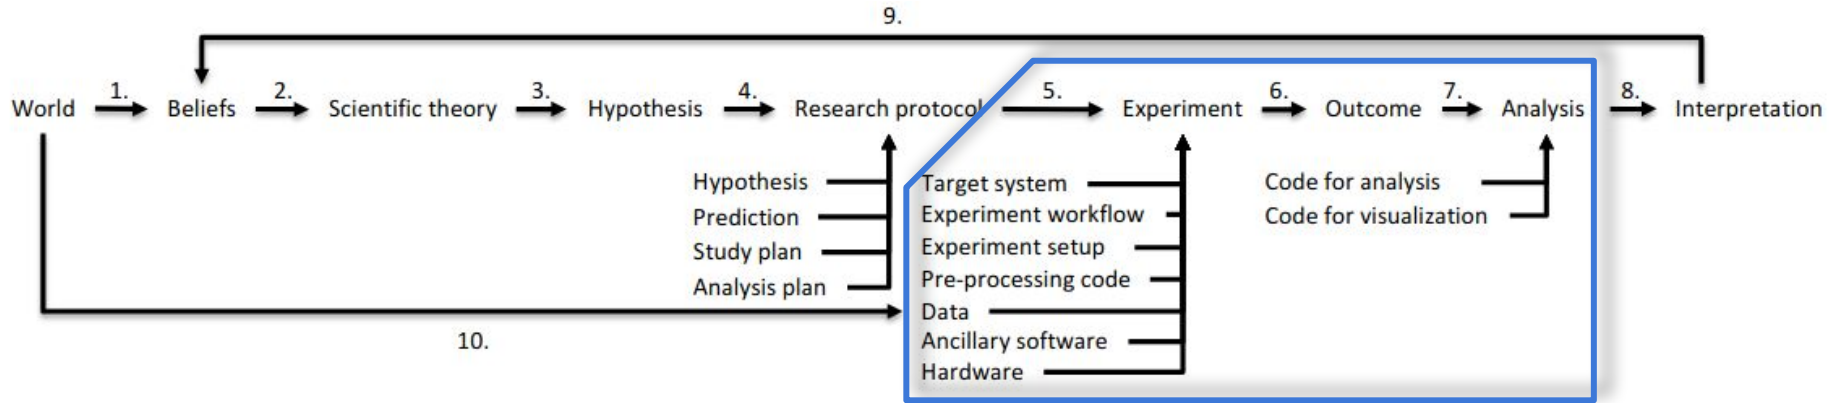 9.
World 1. Beliefs 2. Scientific theory 3. Hypothesis 4. Research protocol 5. Experiment 6. Outcome 7. Analysis 8. Interpretation
Hypothesis
Prediction
Study plan
Analysis plan
Target system
Experiment workflow
Experiment setup
Pre-processing code
Data
Ancillary software
Hardware
Code for analysis
Code for visualization
10.